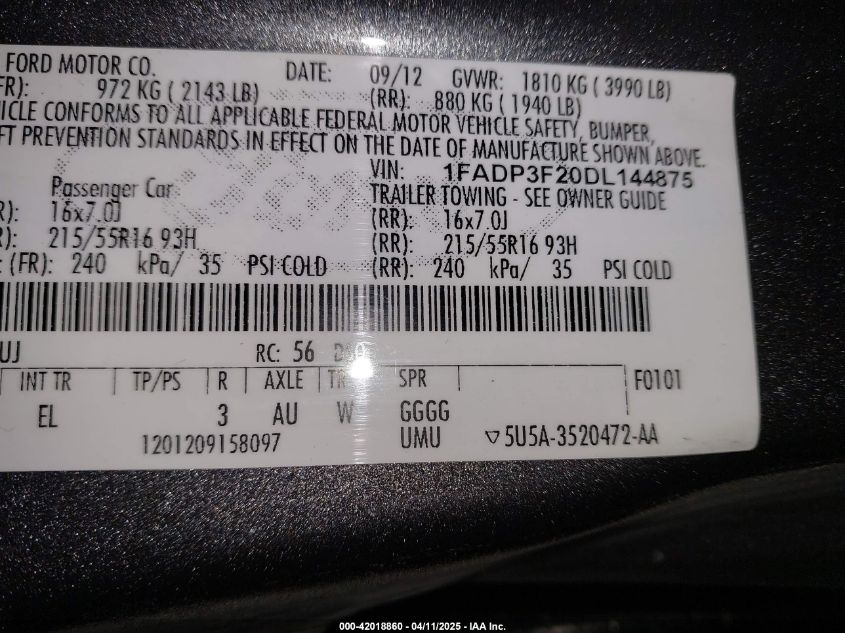 FORD MOTOR CO. DATE: 09/12 GVWR: 1810 KG ( 3990 LB)
FR): 972 KG ( 2143 LB) (RR): 880 KG ( 1940 LB)
HICLE CONFORMS TO ALL APPLICABLE FEDERAL MOTOR VEHICLE SAFETY, BUMPER,
FT PREVENTION STANDARDS IN EFFECT ON THE DATE OF MANUFACTURE SHOWN ABOVE.
VIN: 1FADP3F20DL144875
Passenger Car TRAILER TOWING - SEE OWNER GUIDE
R): 16x7.0J (RR): 16x7.0J
R): 215/55R16 93H (RR): 215/55R16 93H
(FR): 240 kPa/ 35 PSI COLD (RR): 240 kPa/ 35 PSI COLD
UJ RC: 56
INT TR TP/PS R AXLE TR SPR F0101
EL 3 AU W GGGG
1201209158097 UMU ▽5U5A-3520472-AA
000-42018860 - 04/11/2025 - IAA Inc.